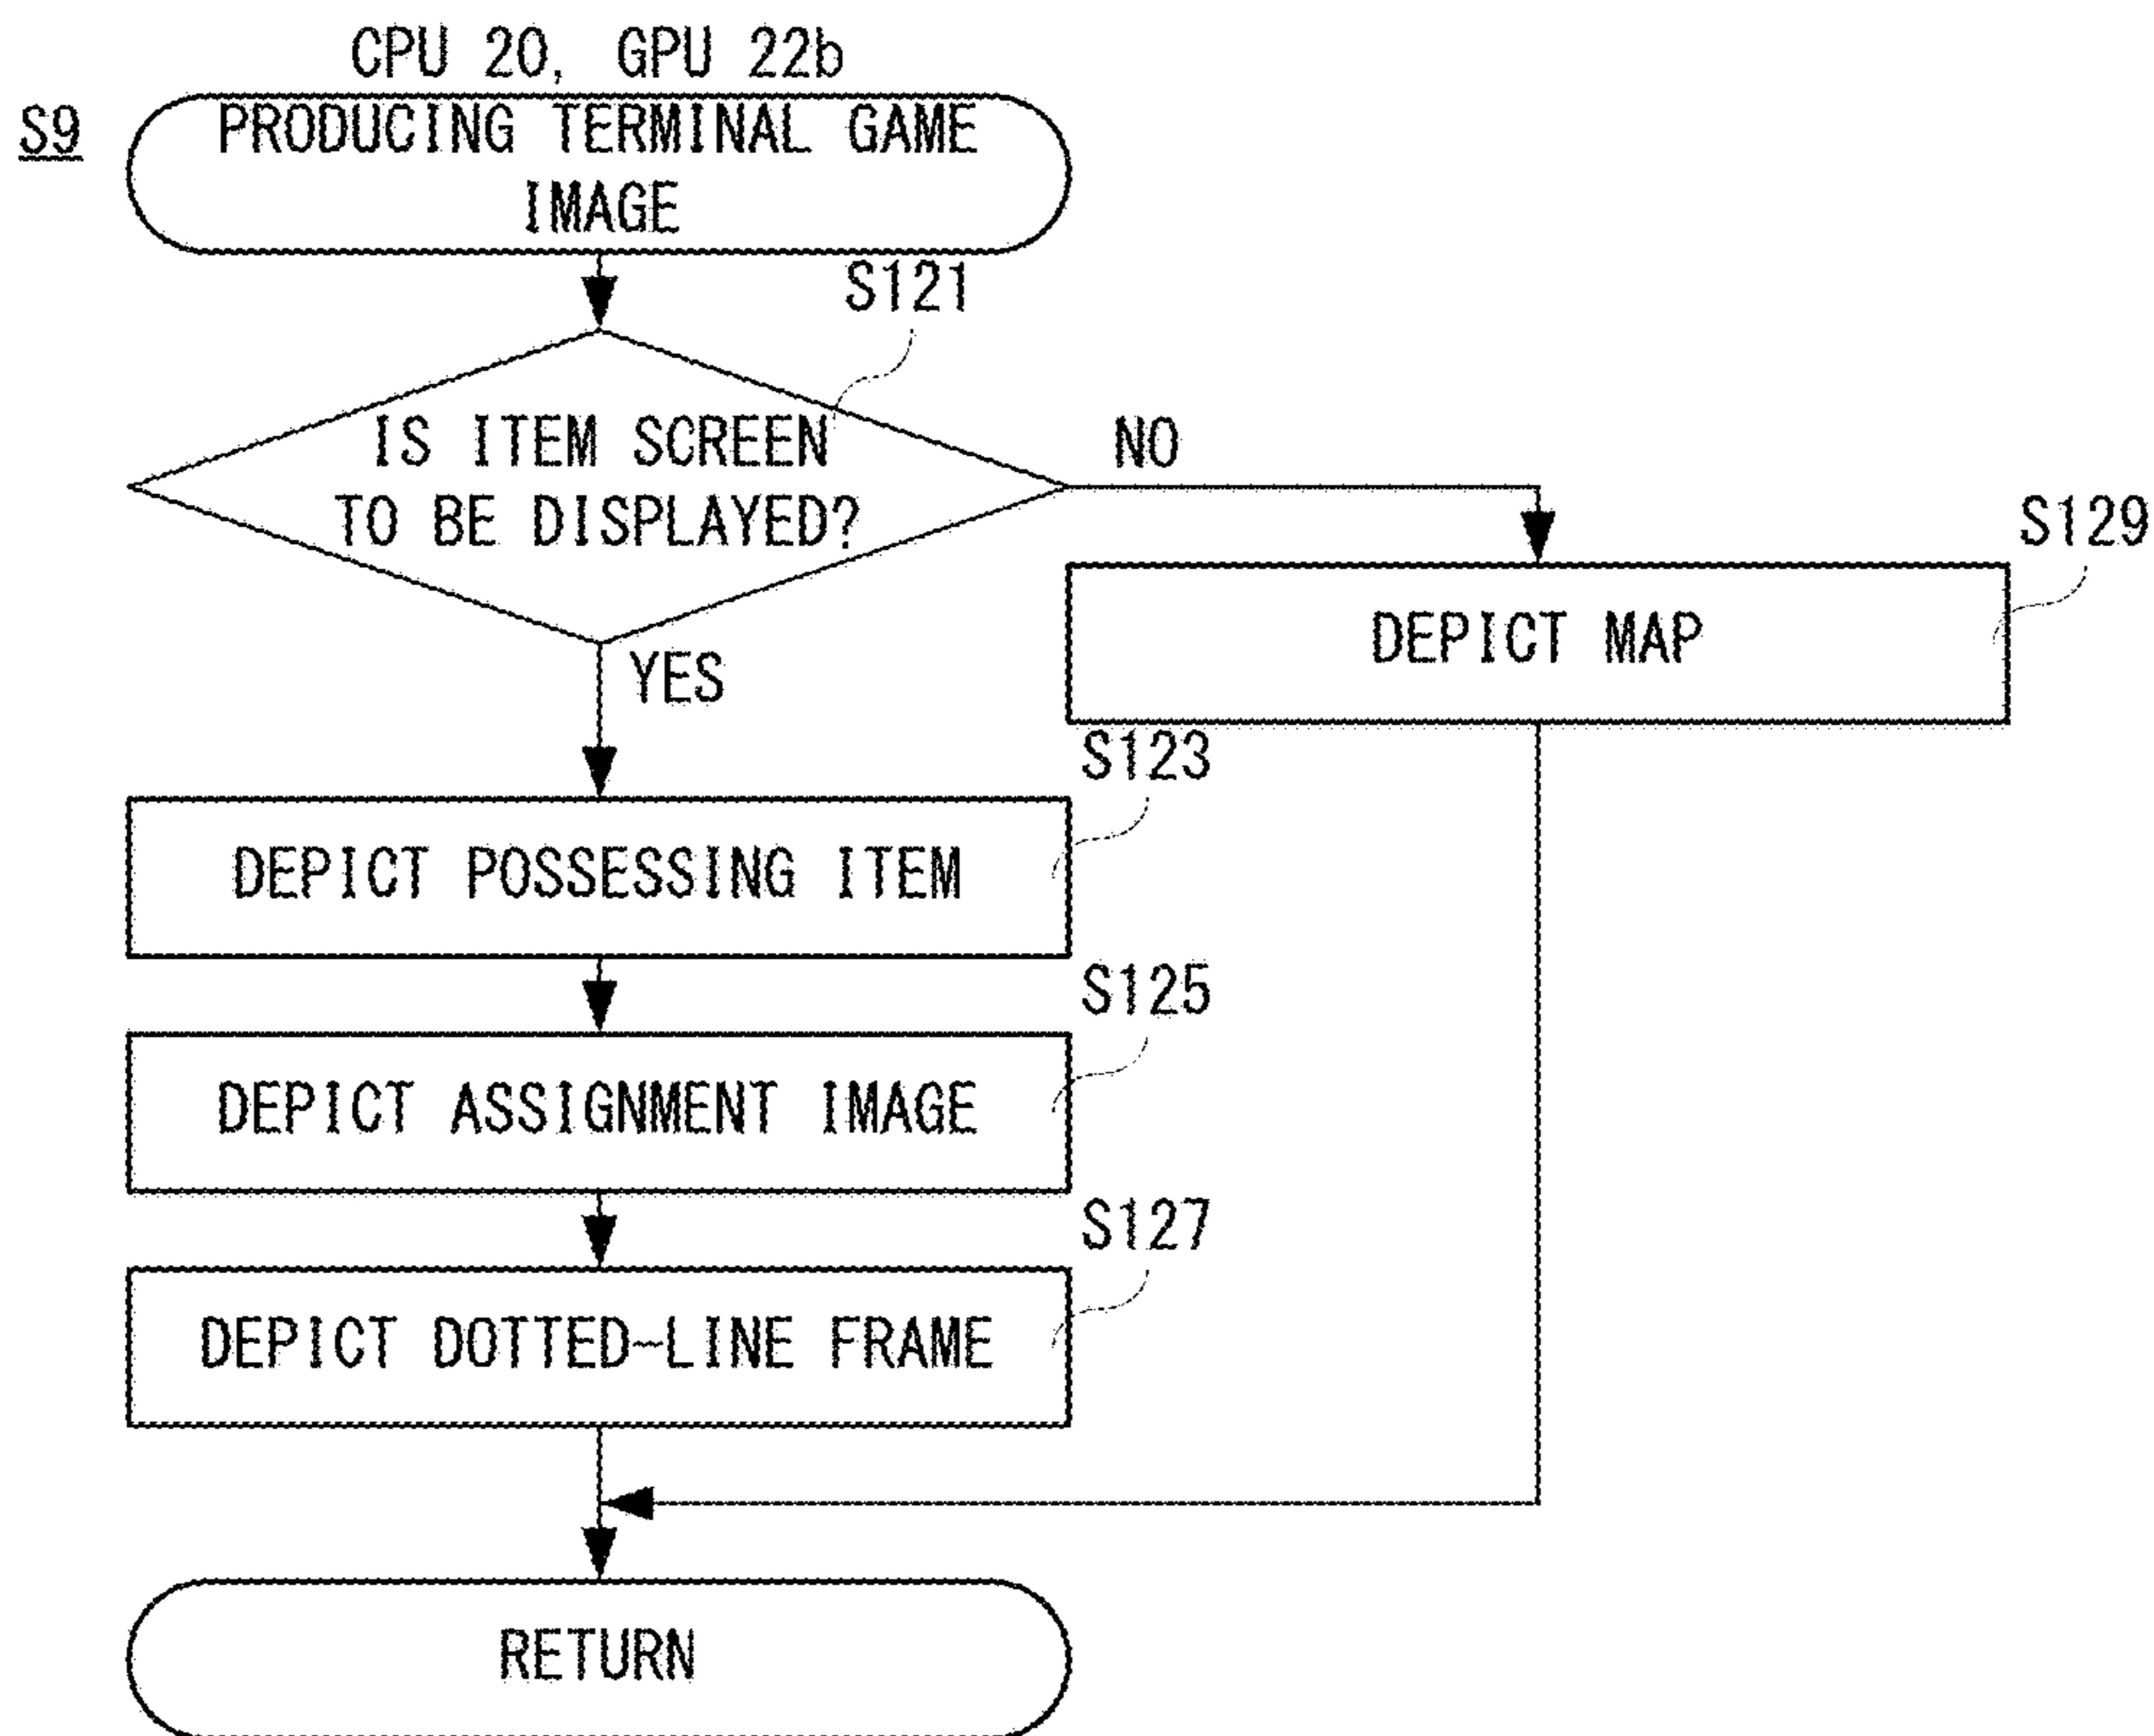 CPU 20, GPU 22b
S9
PRODUCING TERMINAL GAME
IMAGE
S121
IS ITEM SCREEN
TO BE DISPLAYED?
NO
S129
DEPICT MAP
YES
S123
DEPICT POSSESSING ITEM
S125
DEPICT ASSIGNMENT IMAGE
S127
DEPICT DOTTED-LINE FRAME
RETURN